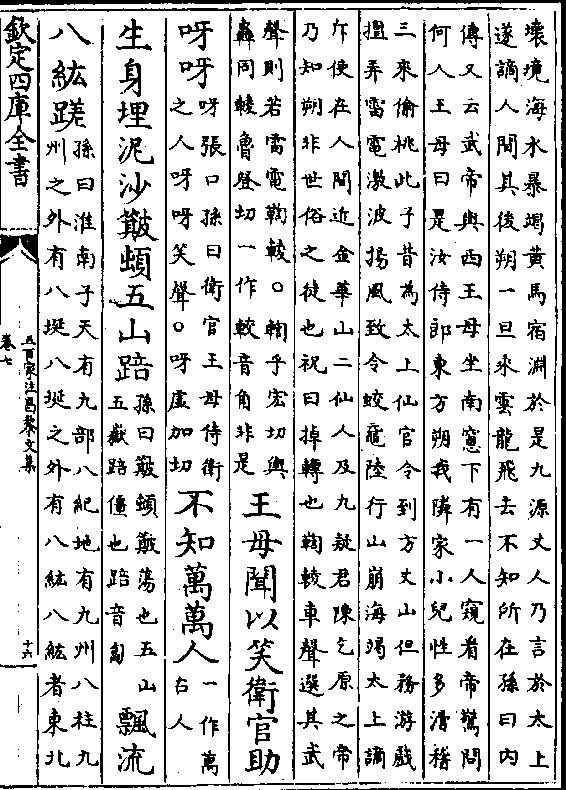 壞境海水暴竭黃馬宿淵於是九源丈人乃言於太上
遂謫人間其後朔一旦乘雲龍飛去不知所在孫曰内
傳又云武帝與西王母坐南窻下有一人窺看帝驚問
何人王母曰是汝侍郎東方朔我隣家小兒性多滑稽
三來偷桃此子昔為太上仙官令到方丈山但務游戲
擅弄雷電激波揚風致令蛟鼉陸行山崩海竭太上謫
斥使在人間近金華山二仙人及九疑君陳乞原之帝
乃知朔非世俗之徒也祝曰掉轉也輷輘車聲選其武
聲則若雷電輷輘○輷乎宏切與
轟同輘魯登切一作軟音角非是
王母聞以笑衛官助
呀呀
呀張口孫曰衛官王母侍衛
之人呀呀笑聲○呀虛加切
不知萬萬人
一作萬
古人
生身埋泥沙簸頓五山踣
孫曰簸頓簸蕩也五山
五嶽踣僵也踣音匐
飄流
八紘蹉
孫曰淮南子天有九部八紀地有九州八柱九
州之外有八埏八埏之外有八紘八紘者東北
欽定四庫全書
五百家注昌黎文集
卷七
十六